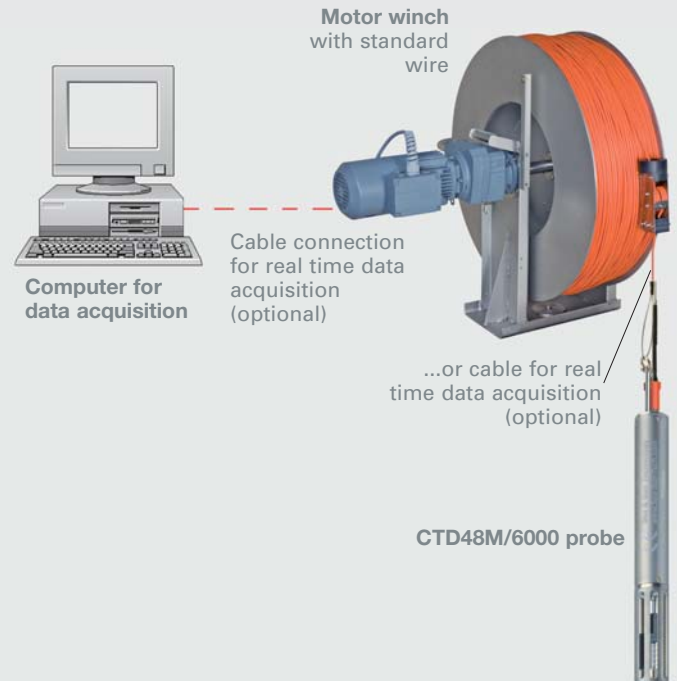 Motor winch
with standard
wire
Cable connection
for real time data
acquisition
(optional)
Computer for
data acquisition
...or cable for real
time data acquisition
(optional)
CTD48M/6000 probe